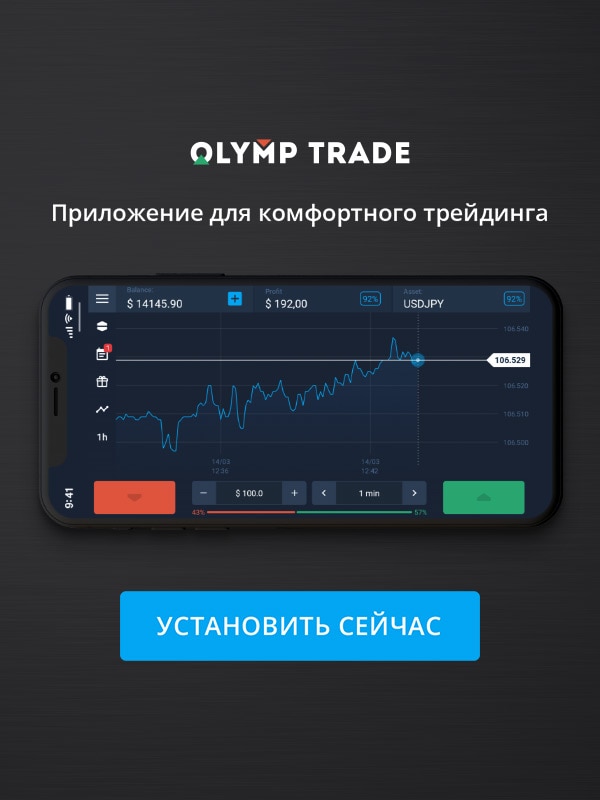 OLYMP TRADE
Приложение для комфортного трейдинга
Balance:
$ 14145.90
Profit
$ 192,00
92%
Asset:
USDJPY
92%
1
1h
9:41
106.540
106.529
106.520
106.510
106.500
14/03
12:36
14/03
12:42
$ 100.0
1 min
43%
57%
УСТАНОВИТЬ СЕЙЧАС